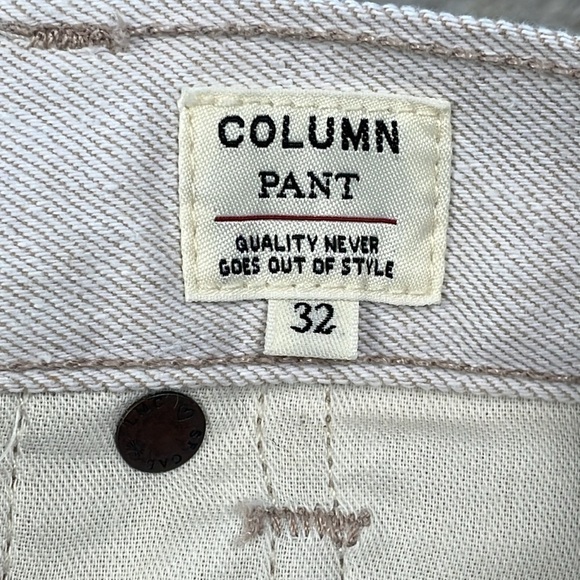 COLUMN
PANT
QUALITY NEVER
GOES OUT OF STYLE
32